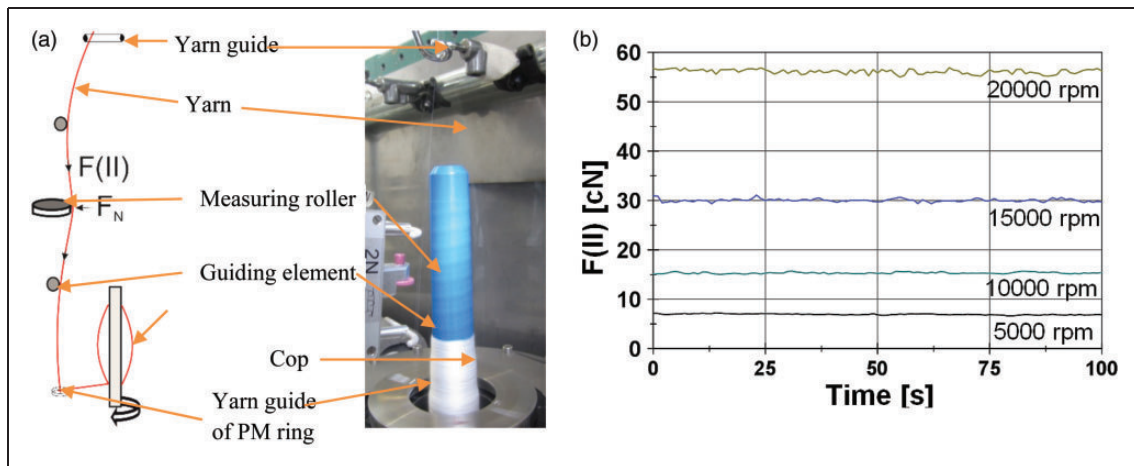 (a)
Yarn guide
Yarn
F(II)
Measuring roller
F_N
Guiding element
2N
Cop
Yarn guide
of PM ring
(b)
F(II) [cN]
60
50
40
30
20
10
0
20000 rpm
15000 rpm
10000 rpm
5000 rpm
0 25 50 75 100
Time [s]